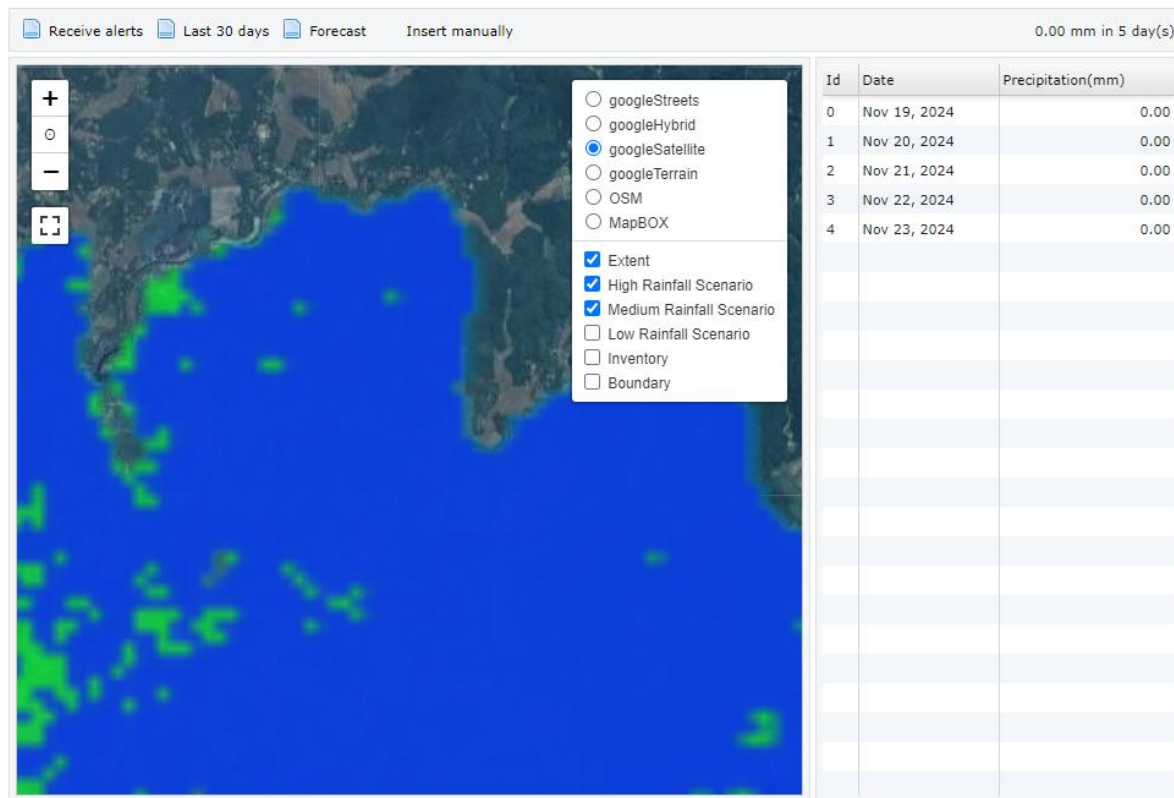 Receive alerts Last 30 days Forecast Insert manually 0.00 mm in 5 day(s)
+
−
googleStreets
googleHybrid
googleSatellite
googleTerrain
OSM
MapBOX
Extent
High Rainfall Scenario
Medium Rainfall Scenario
Low Rainfall Scenario
Inventory
Boundary
Id Date Precipitation(mm)
0 Nov 19, 2024 0.00
1 Nov 20, 2024 0.00
2 Nov 21, 2024 0.00
3 Nov 22, 2024 0.00
4 Nov 23, 2024 0.00